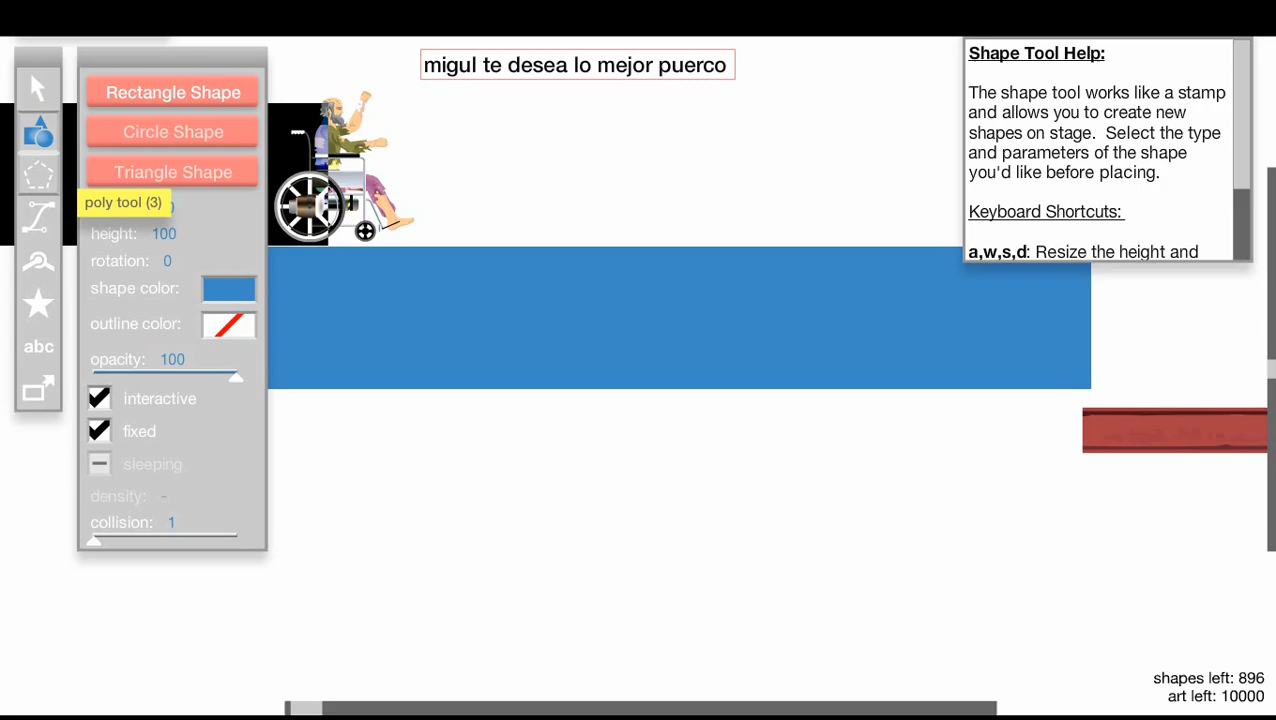 migul te desea lo mejor puerco
Rectangle Shape
Circle Shape
Triangle Shape
poly tool (3)
height: 100
rotation: 0
shape color:
outline color:
opacity: 100
interactive
fixed
sleeping
density: -
collision: 1
abc
Shape Tool Help:
The shape tool works like a stamp
and allows you to create new
shapes on stage. Select the type
and parameters of the shape
you'd like before placing.
Keyboard Shortcuts:
a,w,s,d: Resize the height and
shapes left: 896
art left: 10000